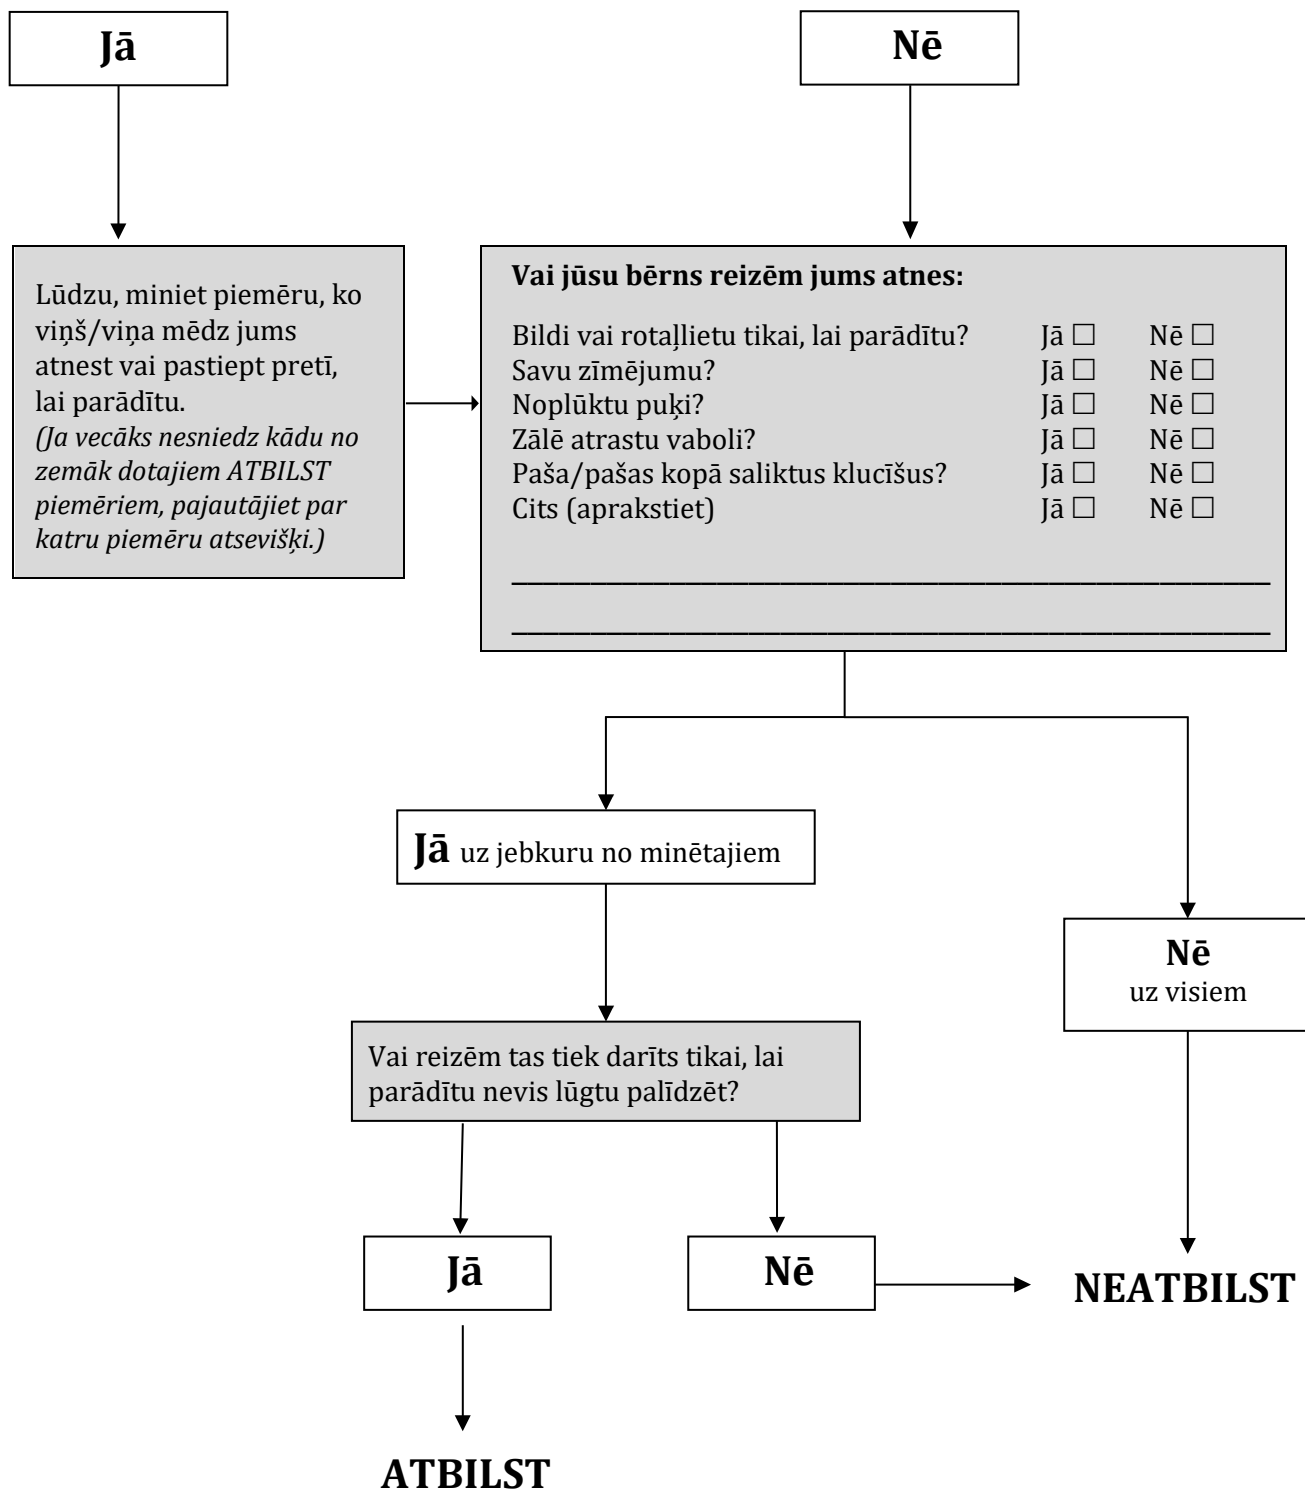 Jā
Nē
Lūdzu, miniet piemēru, ko
viņš/viņa mēdz jums
atnest vai pastiept pretī,
lai parādītu.
(Ja vecāks nesniedz kādu no
zemāk dotajiem ATBILST
piemēriem, pajautājiet par
katru piemēru atsevišķi.)
Vai jūsu bērns reizēm jums atnes:
Bildi vai rotaļlietu tikai, lai parādītu? Jā ☐ Nē ☐
Savu zīmējumu? Jā ☐ Nē ☐
Noplūktu puķi? Jā ☐ Nē ☐
Zālē atrastu vaboli? Jā ☐ Nē ☐
Paša/pašas kopā saliktus klucīšus? Jā ☐ Nē ☐
Cits (aprakstiet) Jā ☐ Nē ☐
Jā uz jebkuru no minētajiem
Nē
uz visiem
Vai reizēm tas tiek darīts tikai, lai
parādītu nevis lūgtu palīdzēt?
Jā
Nē
NEATBILST
ATBILST